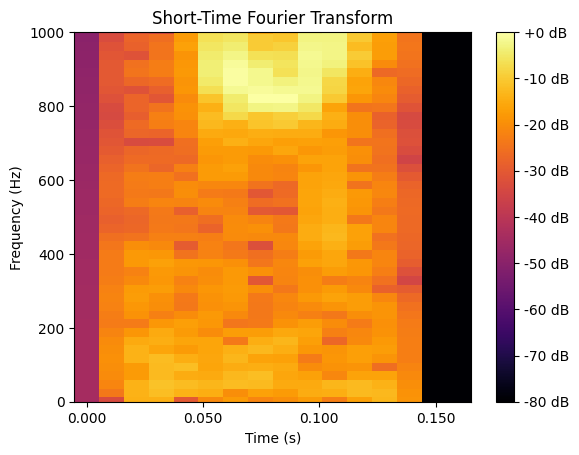 Short-Time Fourier Transform
1000
800
600
400
200
0
Frequency (Hz)
0.000
0.050
0.100
0.150
Time (s)
+0 dB
-10 dB
-20 dB
-30 dB
-40 dB
-50 dB
-60 dB
-70 dB
-80 dB